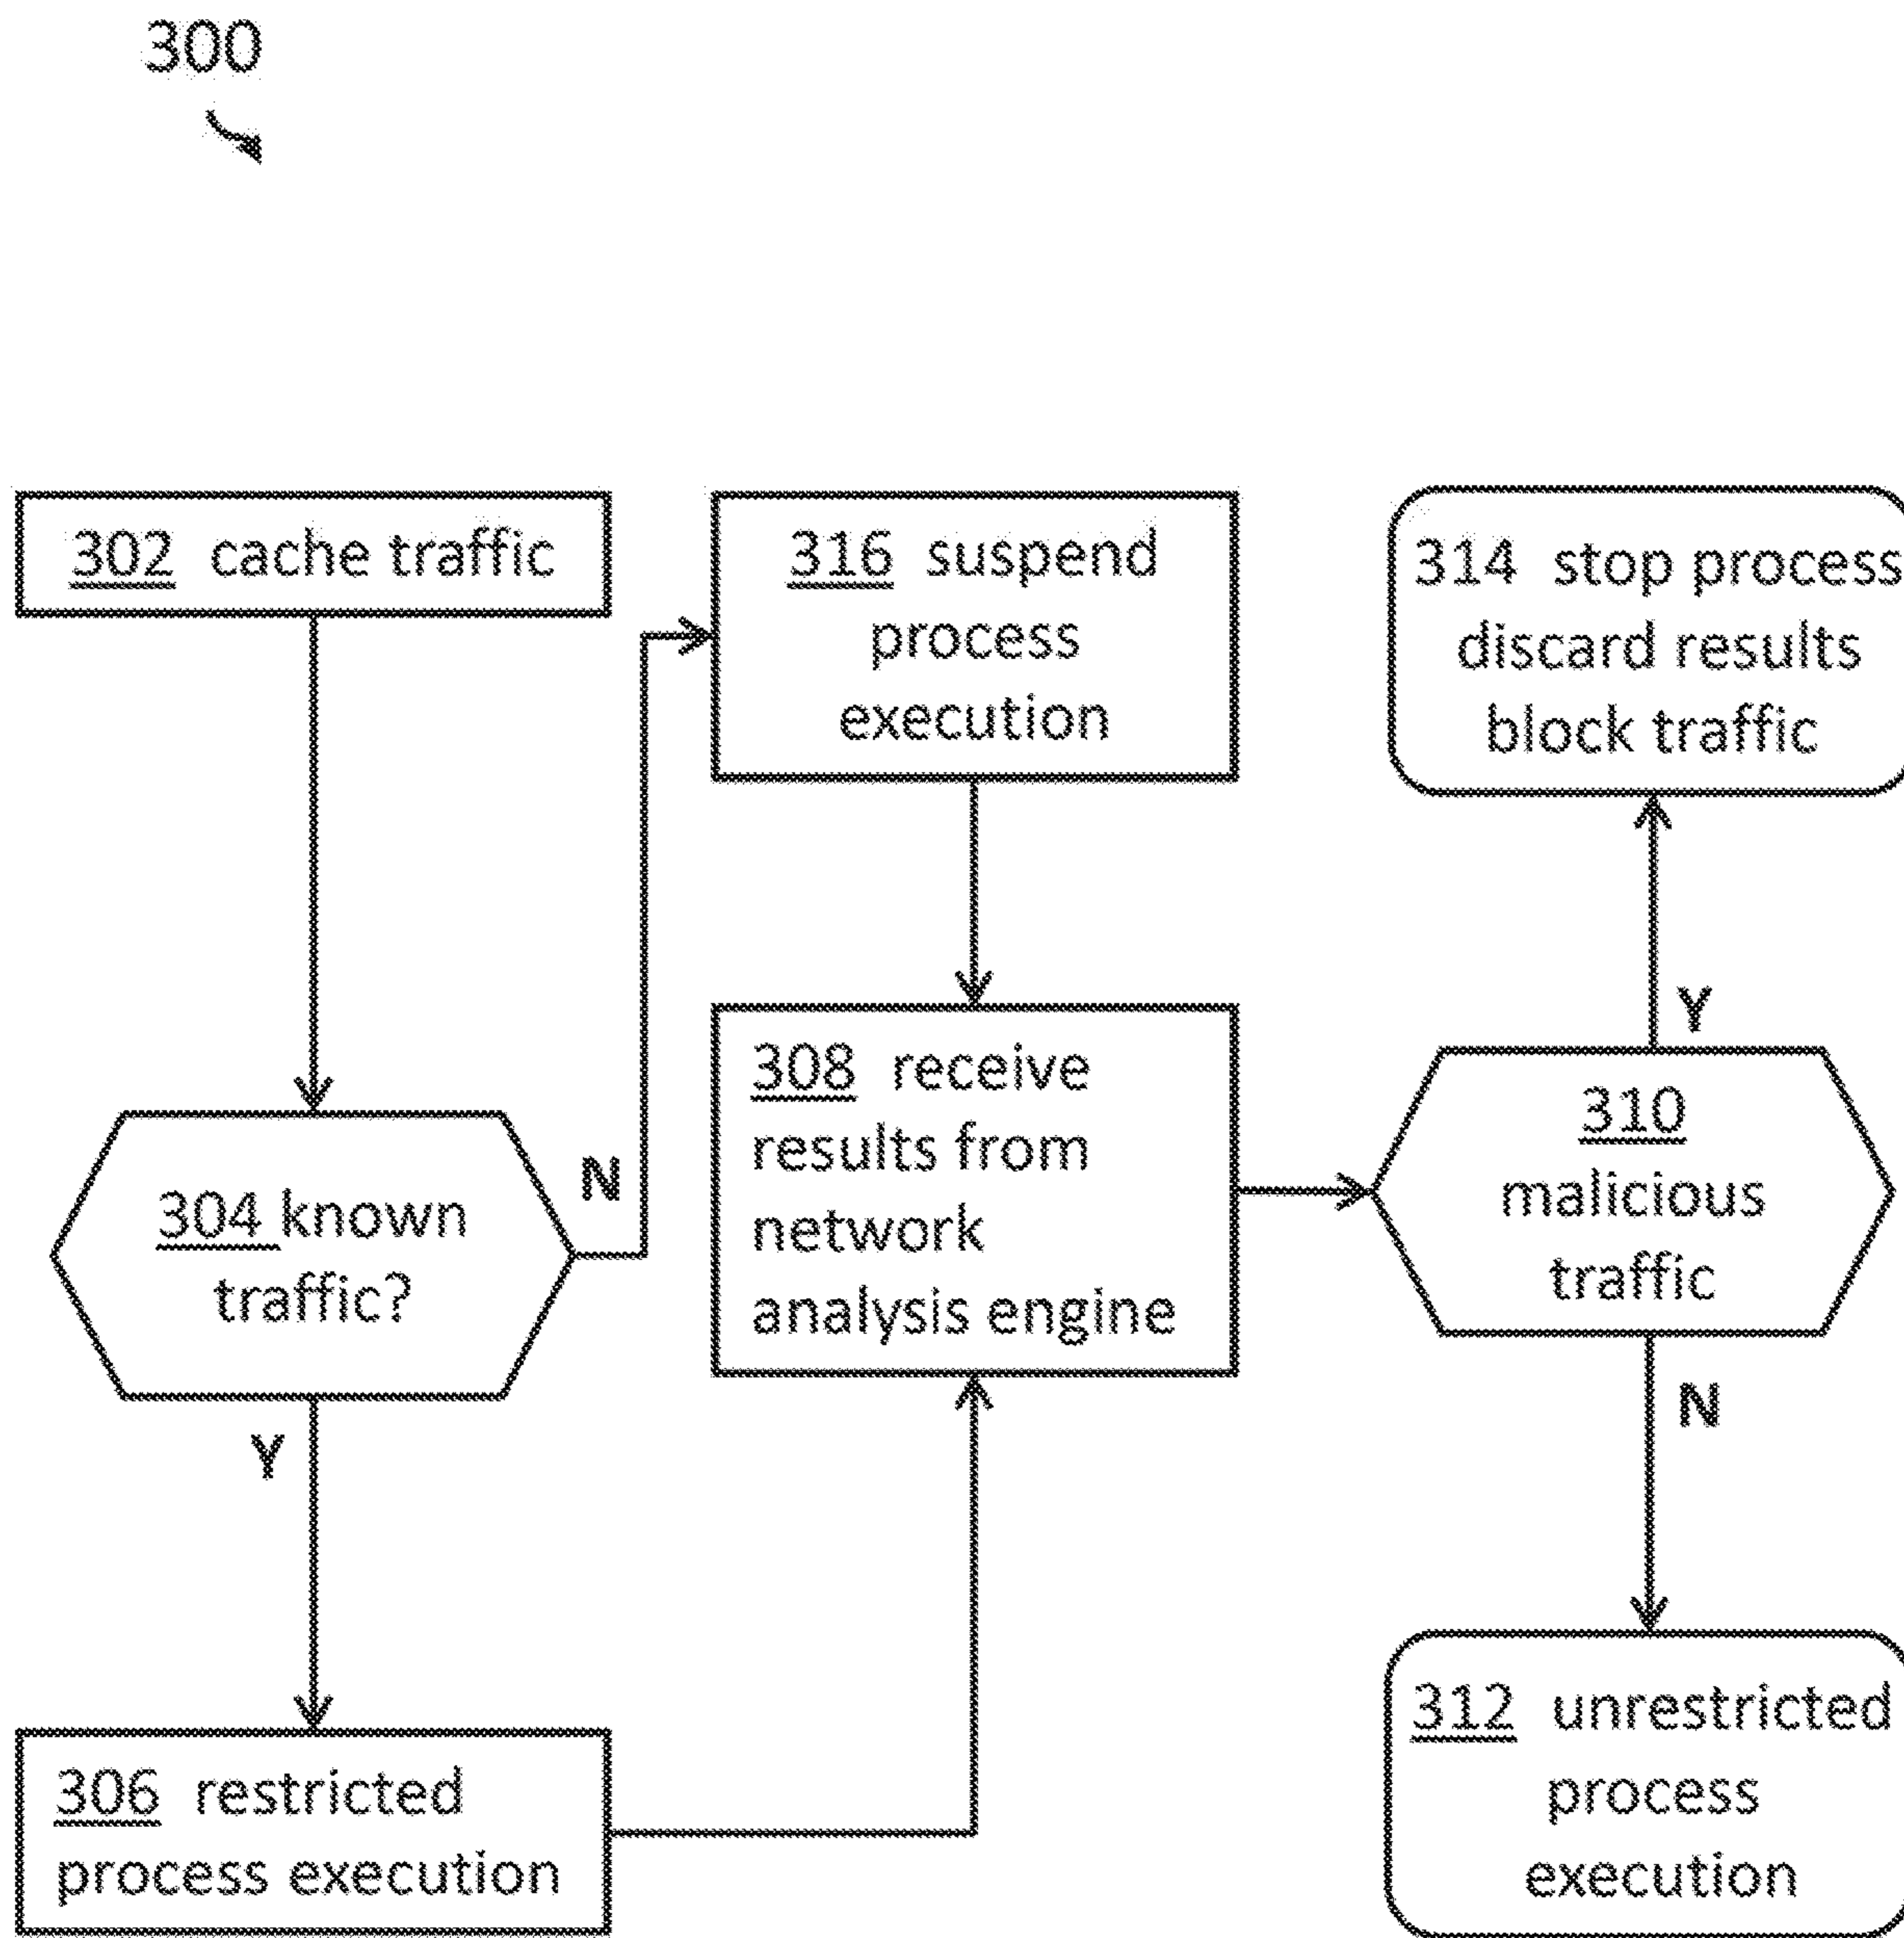 300
302 cache traffic
304 known
traffic?
N
Y
306 restricted
process execution
316 suspend
process
execution
308 receive
results from
network
analysis engine
310
malicious
traffic
Y
N
314 stop process
discard results
block traffic
312 unrestricted
process
execution